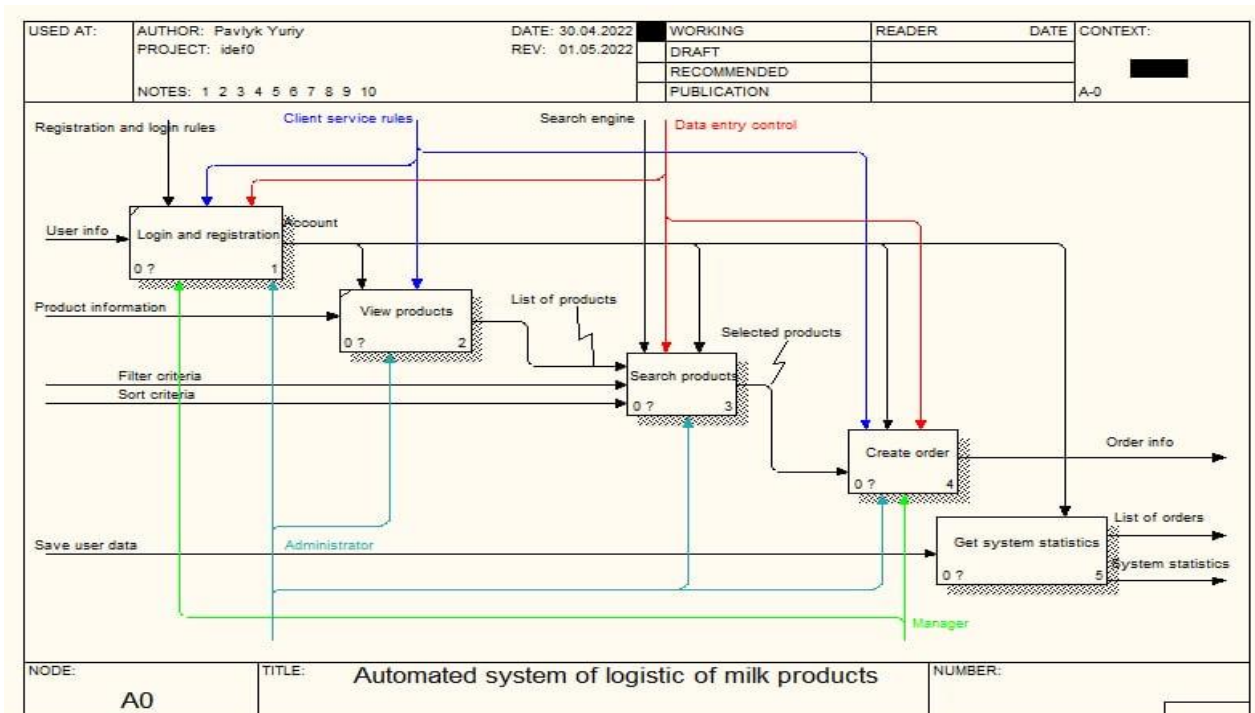 USED AT:
AUTHOR: Pavlyk Yuriy
DATE: 30.04.2022
WORKING
READER
DATE
CONTEXT:
PROJECT: idef0
REV: 01.05.2022
DRAFT
RECOMMENDED
NOTES: 1 2 3 4 5 6 7 8 9 10
PUBLICATION
A-0
Registration and login rules
Client service rules
Search engine
Data entry control
User info
Login and registration
Account
0 ?
1
Product information
View products
0 ?
2
List of products
Selected products
Filter criteria
Sort criteria
Search products
0 ?
3
Create order
0 ?
4
Order info
Save user data
Administrator
Get system statistics
0 ?
5
List of orders
System statistics
Manager
NODE:
A0
TITLE:
Automated system of logistic of milk products
NUMBER: